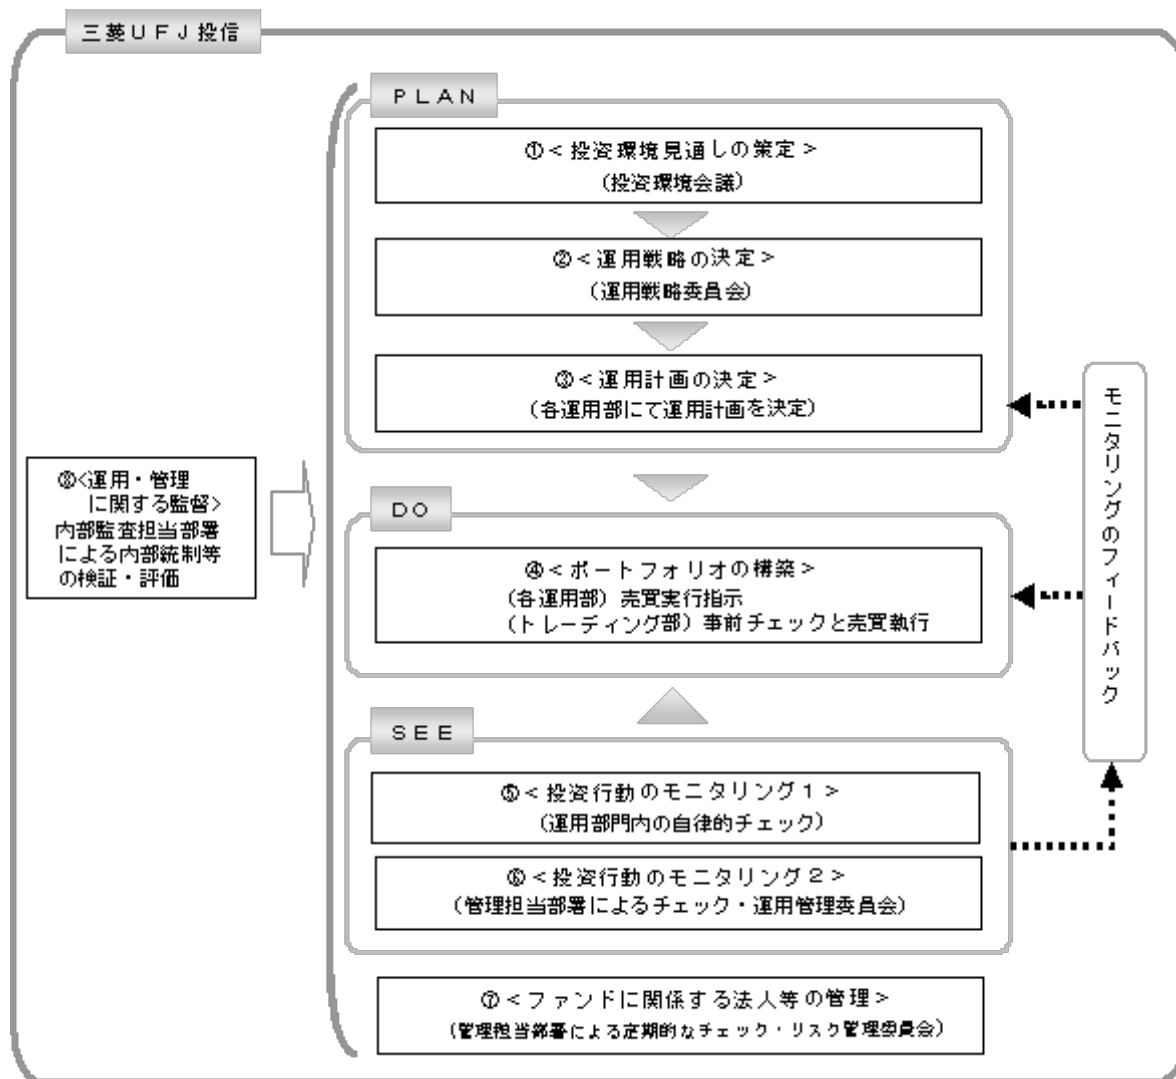 三菱UFJ投信
PLAN
①<投資環境見通しの策定>
(投資環境会議)
②<運用戦略の決定>
(運用戦略委員会)
③<運用計画の決定>
(各運用部にて運用計画を決定)
⑧<運用・管理
に関する監督>
内部監査担当部署
による内部統制等
の検証・評価
DO
④<ポートフォリオの構築>
(各運用部) 売買実行指示
(トレーディング部) 事前チェックと売買執行
モニタリングのフィードバック
SEE
⑤<投資行動のモニタリング1>
(運用部門内の自律的チェック)
⑥<投資行動のモニタリング2>
(管理担当部署によるチェック・運用管理委員会)
⑦<ファンドに関係する法人等の管理>
(管理担当部署による定期的なチェック・リスク管理委員会)